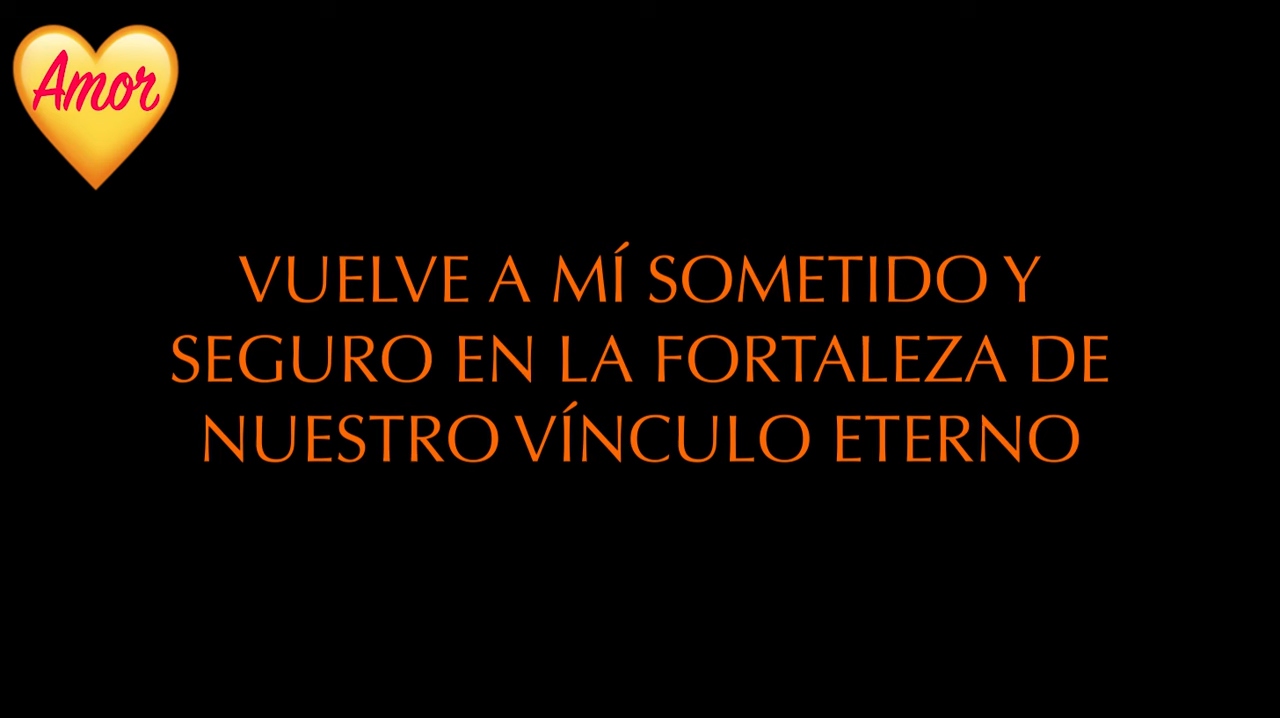 Amor
VUELVE A MÍ SOMETIDO Y
SEGURO EN LA FORTALEZA DE
NUESTRO VÍNCULO ETERNO